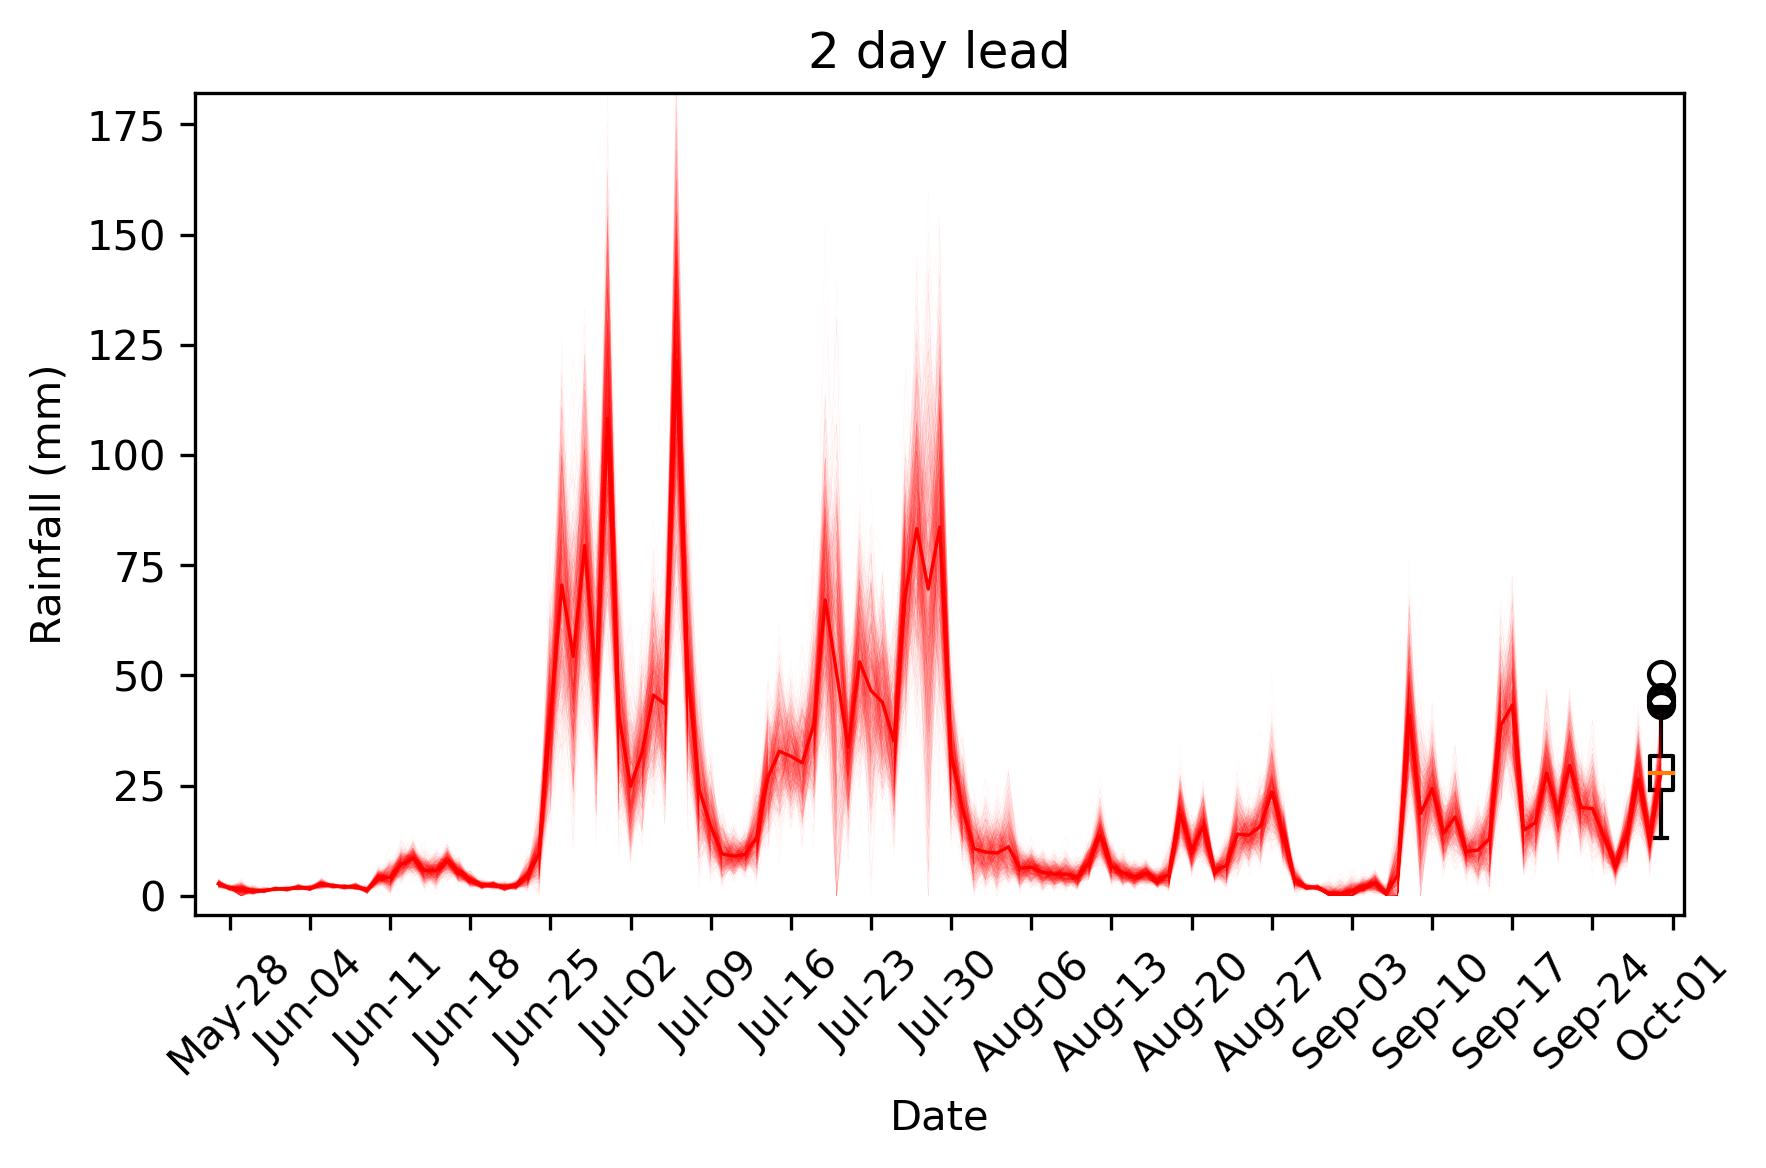 2 day lead
175
150
125
100
75
50
25
0
Rainfall (mm)
May-28
Jun-04
Jun-11
Jun-18
Jun-25
Jul-02
Jul-09
Jul-16
Jul-23
Jul-30
Aug-06
Aug-13
Aug-20
Aug-27
Sep-03
Sep-10
Sep-17
Sep-24
Oct-01
Date